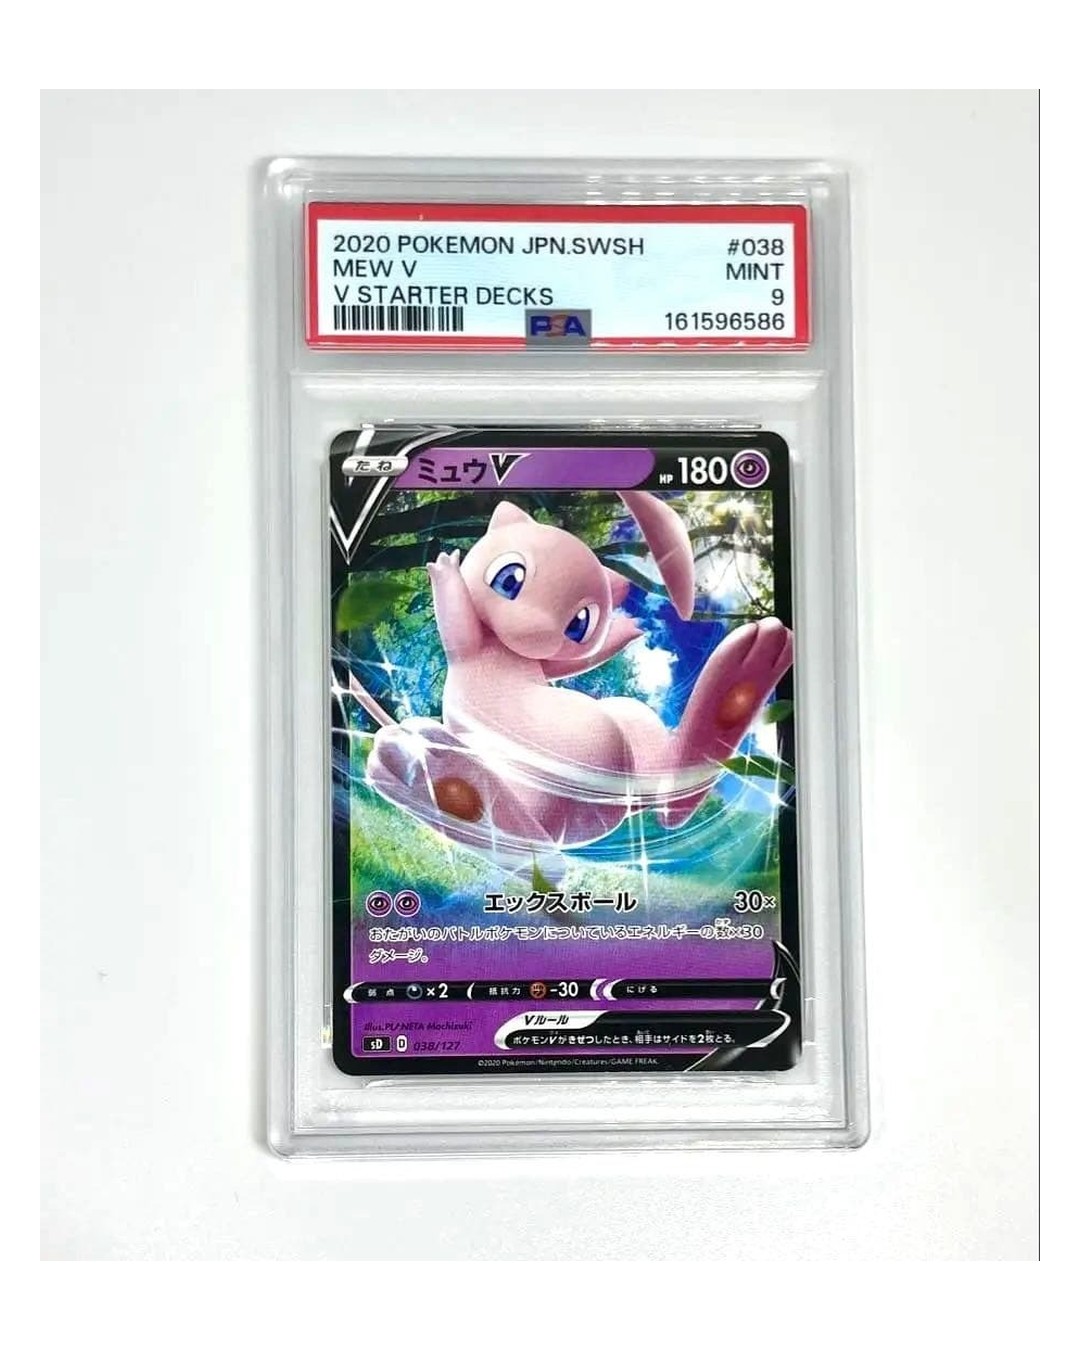 2020 POKEMON JPN.SWSH #038
MEW V MINT
V STARTER DECKS 9
PSA 161596586
たね ミュウV HP 180
エックスボール 30×
おたがいのバトルポケモンについているエネルギーの数×30
ダメージ。
弱点 ×2 抵抗力 -30 にげる
Vルール
ポケモンVがきぜつしたとき、相手はサイドを2枚とる。
Illus.PLANETA Mochizuki
sD D 038/127
©2020 Pokémon/Nintendo/Creatures/GAME FREAK.